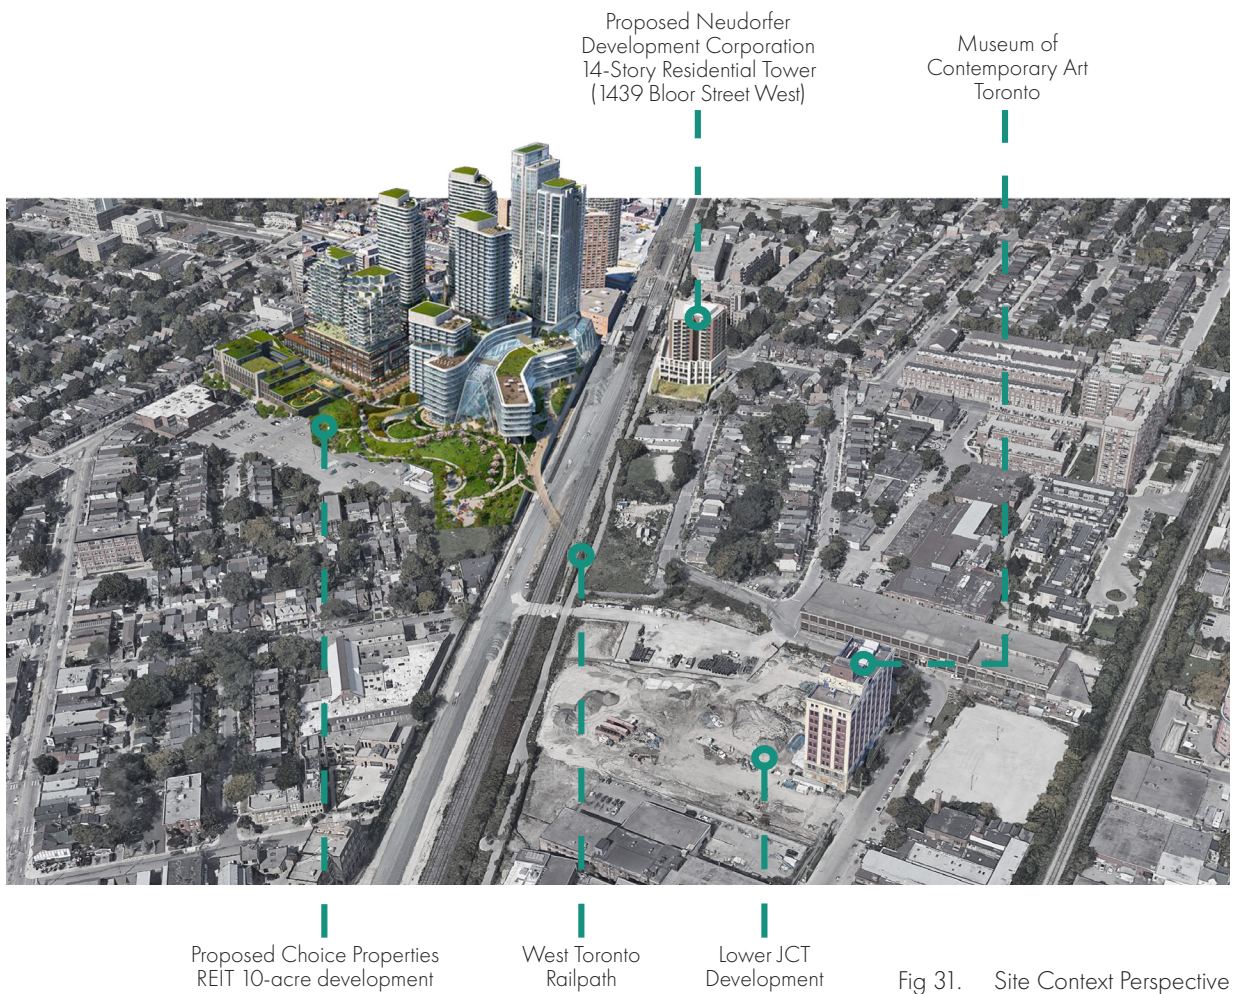 Proposed Neudorfer
Development Corporation
14-Story Residential Tower
(1439 Bloor Street West)
Museum of
Contemporary Art
Toronto
Proposed Choice Properties
REIT 10-acre development
West Toronto
Railpath
Lower JCT
Development
Fig 31. Site Context Perspective